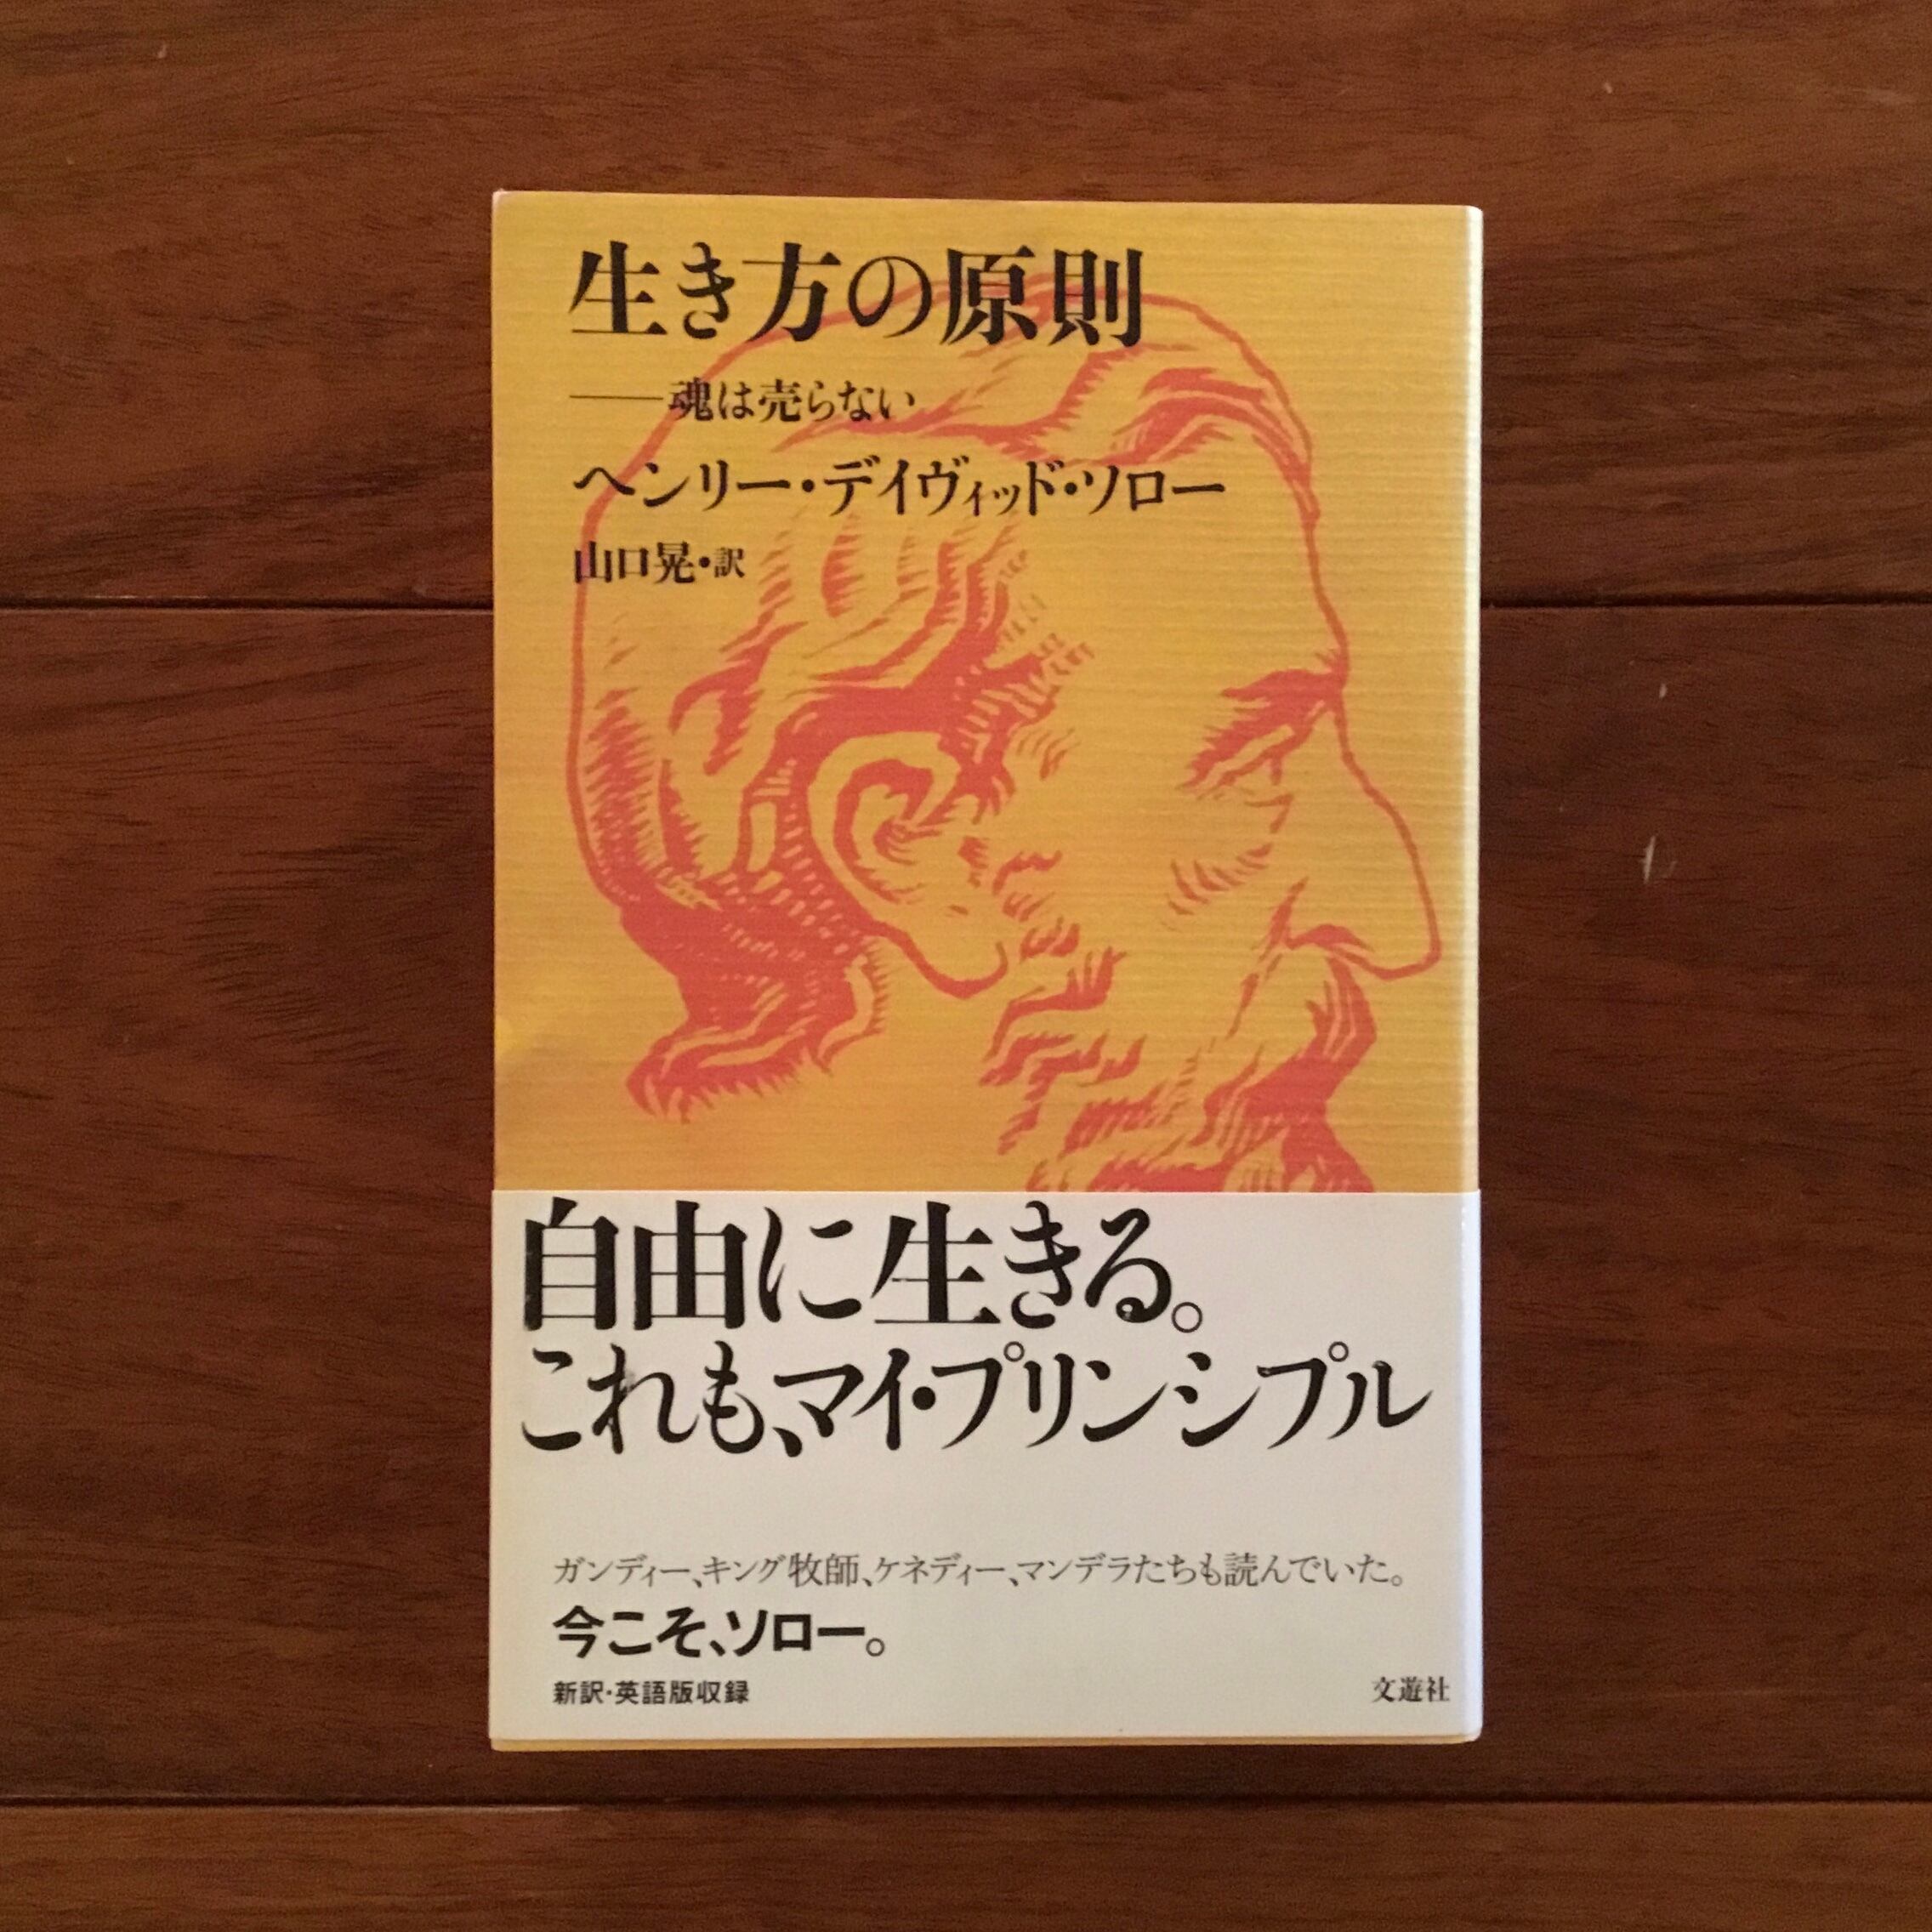 生き方の原則
──魂は売らない
ヘンリー・デイヴィッド・ソロー
山口晃・訳
自由に生きる。
これも、マイ・プリンシプル
ガンディー、キング牧師、ケネディー、マンデラたちも読んでいた。
今こそ、ソロー。
新訳・英語版収録
文遊社